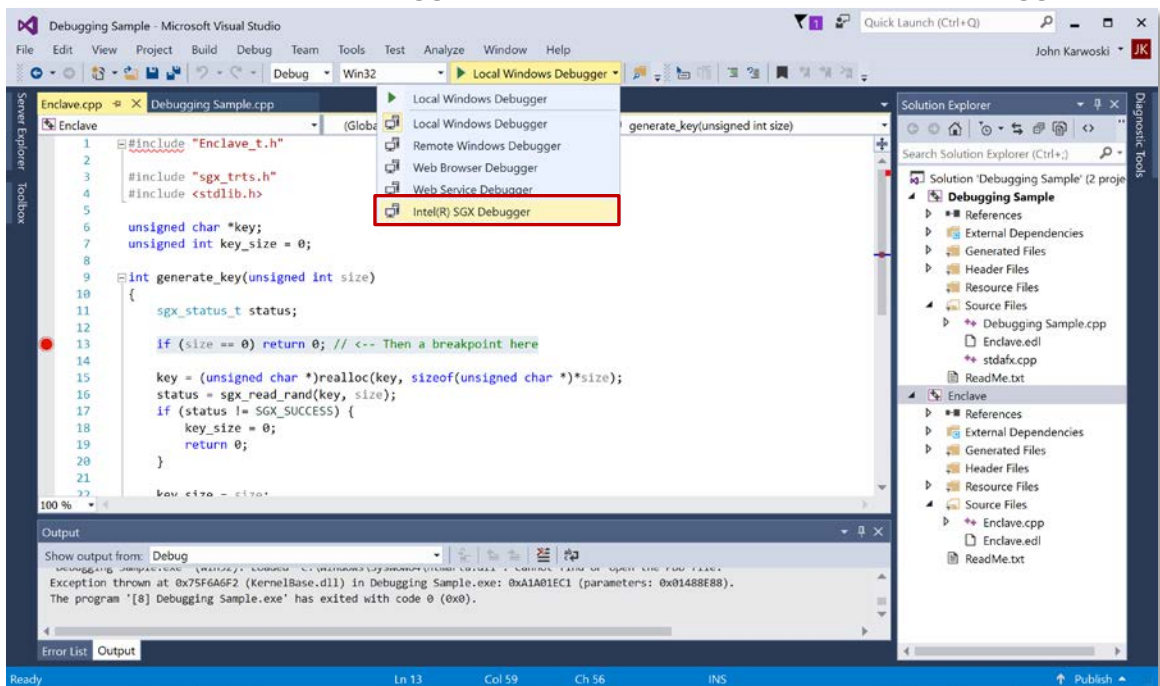 Debugging Sample - Microsoft Visual Studio
1
Quick Launch (Ctrl+Q)
File Edit View Project Build Debug Team Tools Test Analyze Window Help
John Karwoski JK
Debug Win32 Local Windows Debugger
Server Explorer
Toolbox
Enclave.cpp Debugging Sample.cpp
Enclave (Globa generate_key(unsigned int size)
Local Windows Debugger
Local Windows Debugger
Remote Windows Debugger
Web Browser Debugger
Web Service Debugger
Intel(R) SGX Debugger
1 #include "Enclave_t.h"
2
3 #include "sgx_trts.h"
4 #include <stdlib.h>
5
6 unsigned char *key;
7 unsigned int key_size = 0;
8
9 int generate_key(unsigned int size)
10 {
11 sgx_status_t status;
12
13 if (size == 0) return 0; // <-- Then a breakpoint here
14
15 key = (unsigned char *)realloc(key, sizeof(unsigned char *)*size);
16 status = sgx_read_rand(key, size);
17 if (status != SGX_SUCCESS) {
18 key_size = 0;
19 return 0;
20 }
21
22 key_size = size;
100 %
Output
Show output from: Debug
Exception thrown at 0x75F6A6F2 (KernelBase.dll) in Debugging Sample.exe: 0xA1A01EC1 (parameters: 0x01488E88).
The program '[8] Debugging Sample.exe' has exited with code 0 (0x0).
Error List Output
Solution Explorer
Search Solution Explorer (Ctrl+;)
Solution 'Debugging Sample' (2 proje
Debugging Sample
References
External Dependencies
Generated Files
Header Files
Resource Files
Source Files
Debugging Sample.cpp
Enclave.edl
stdafx.cpp
ReadMe.txt
Enclave
References
External Dependencies
Generated Files
Header Files
Resource Files
Source Files
Enclave.cpp
Enclave.edl
ReadMe.txt
Diagnostic Tools
Ready Ln 13 Col 59 Ch 56 INS Publish